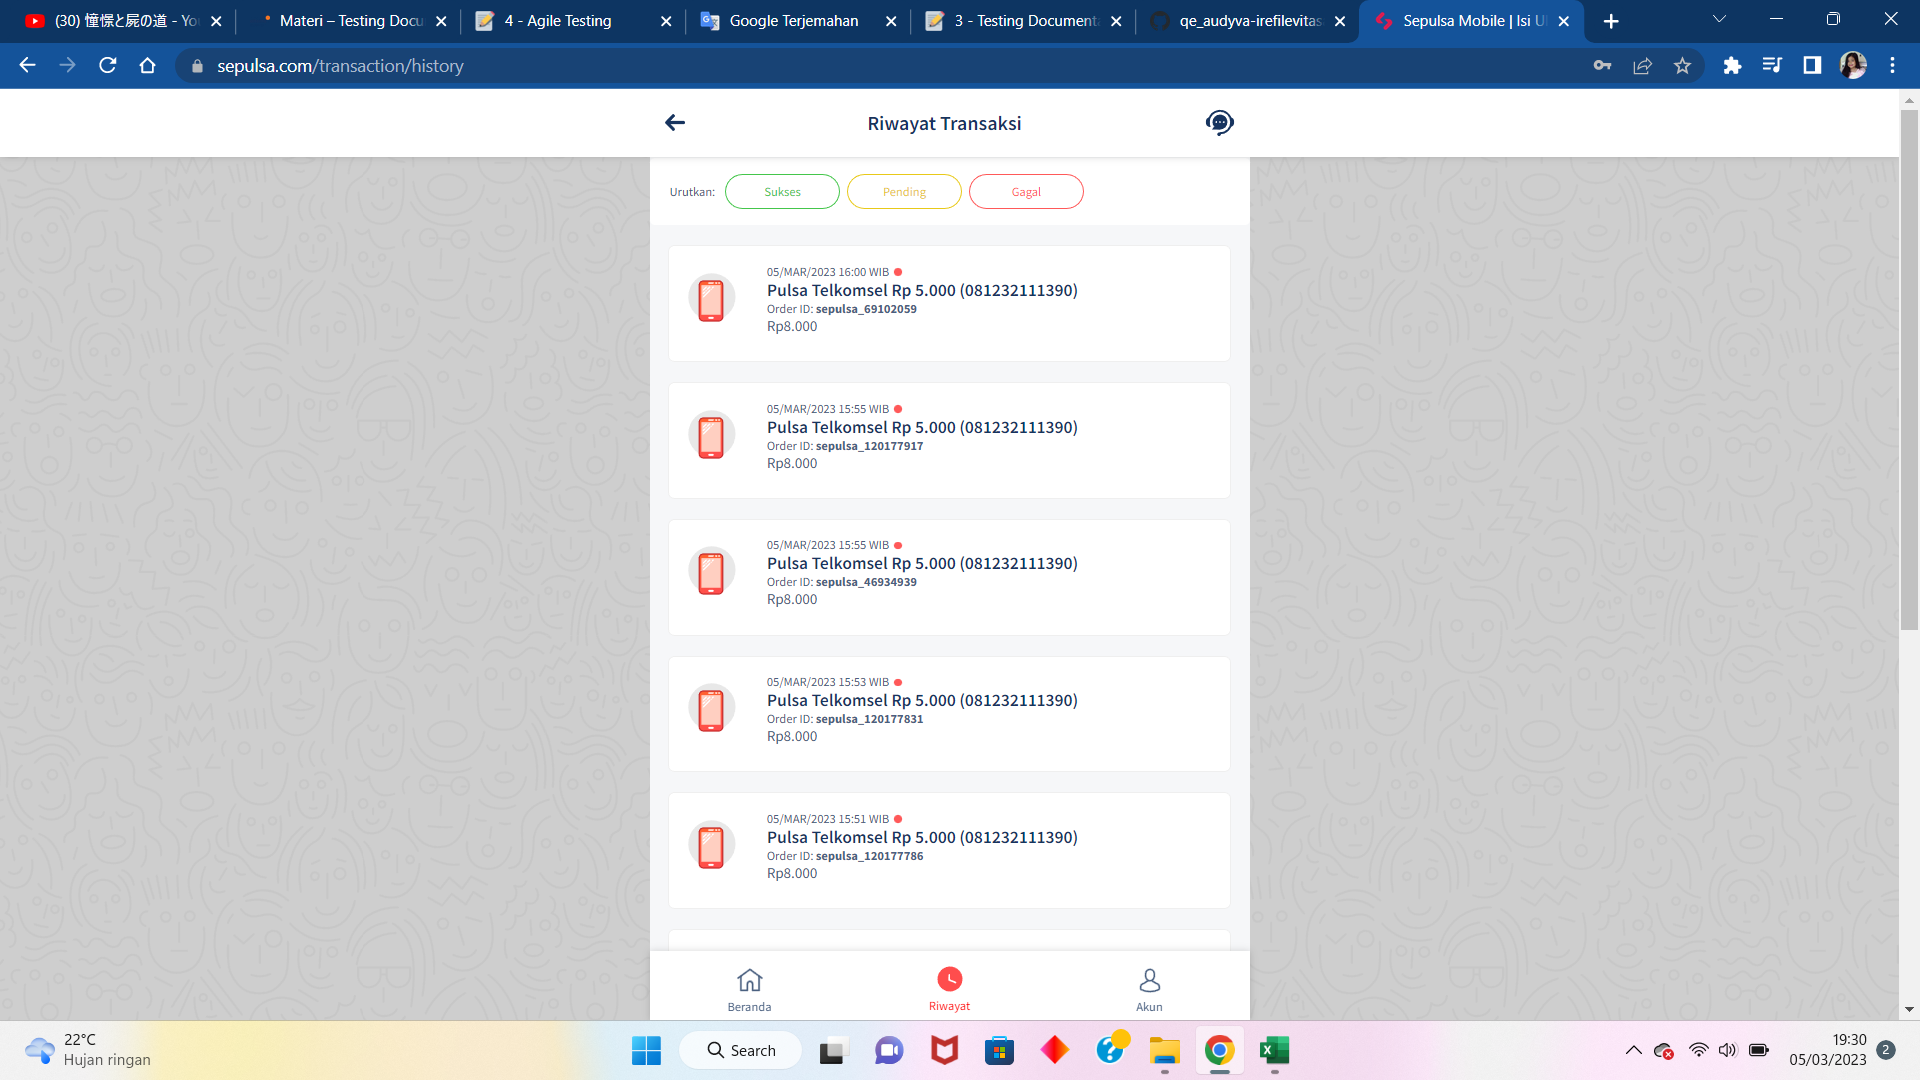 (30) 憧憬と屍の道 - Yo
Materi – Testing Docu
4 - Agile Testing
Google Terjemahan
3 - Testing Documenta
qe_audyva-irefilevitas
Sepulsa Mobile | Isi Ul
sepulsa.com/transaction/history
Riwayat Transaksi
Urutkan:
Sukses
Pending
Gagal
05/MAR/2023 16:00 WIB
Pulsa Telkomsel Rp 5.000 (081232111390)
Order ID: sepulsa_69102059
Rp8.000
05/MAR/2023 15:55 WIB
Pulsa Telkomsel Rp 5.000 (081232111390)
Order ID: sepulsa_120177917
Rp8.000
05/MAR/2023 15:55 WIB
Pulsa Telkomsel Rp 5.000 (081232111390)
Order ID: sepulsa_46934939
Rp8.000
05/MAR/2023 15:53 WIB
Pulsa Telkomsel Rp 5.000 (081232111390)
Order ID: sepulsa_120177831
Rp8.000
05/MAR/2023 15:51 WIB
Pulsa Telkomsel Rp 5.000 (081232111390)
Order ID: sepulsa_120177786
Rp8.000
Beranda
Riwayat
Akun
22°C
Hujan ringan
Search
19:30
05/03/2023
2